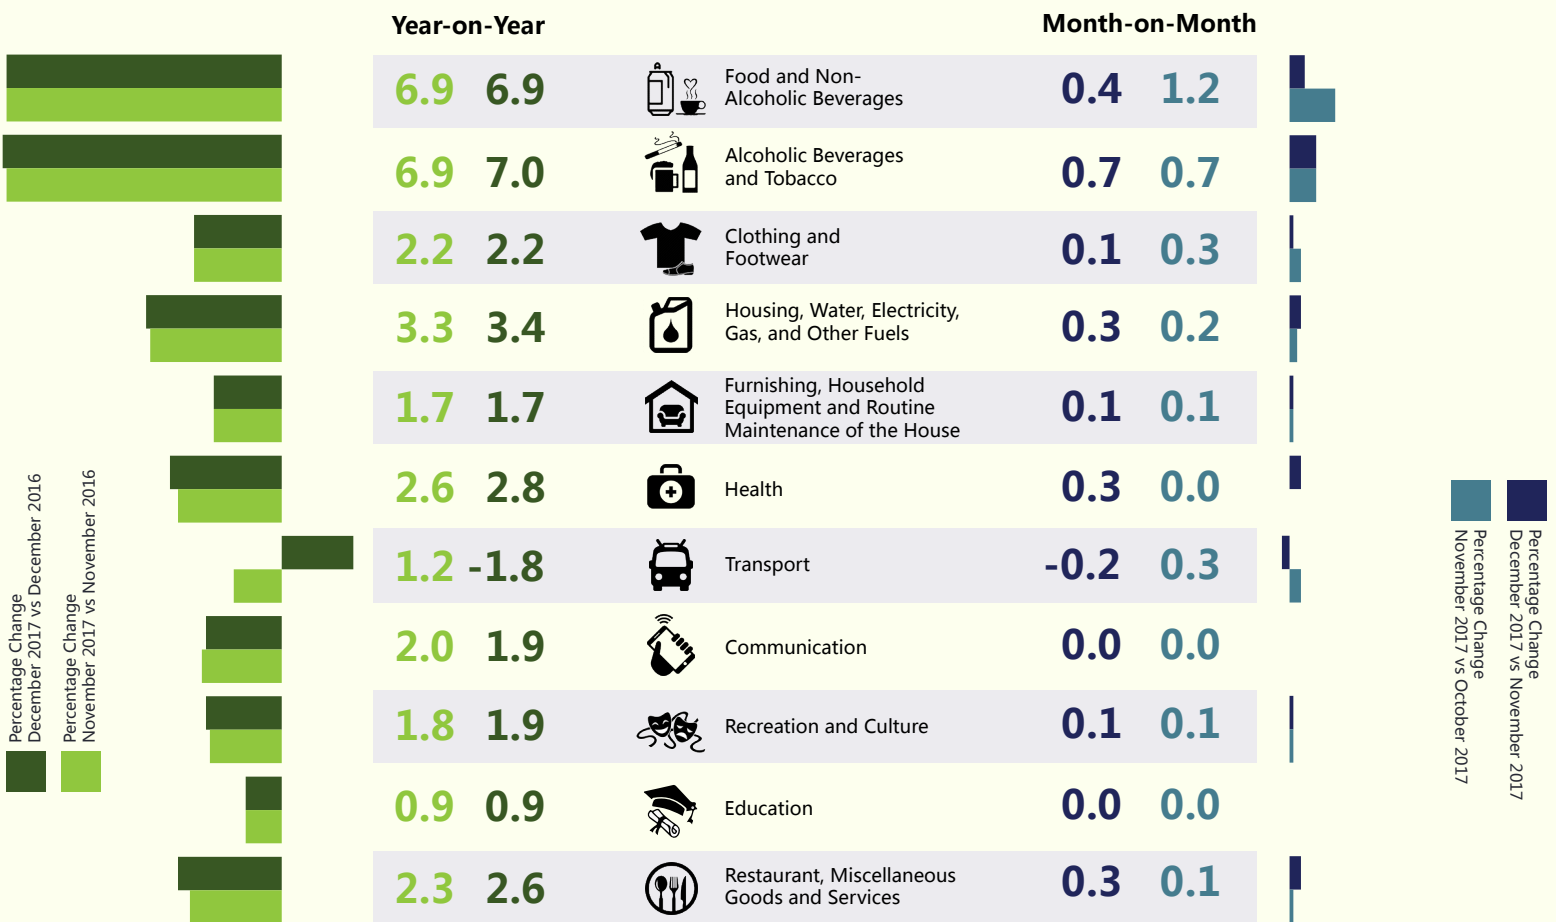 Year-on-Year
Month-on-Month
6.9 6.9
Food and Non-
Alcoholic Beverages
0.4 1.2
6.9 7.0
Alcoholic Beverages
and Tobacco
0.7 0.7
2.2 2.2
Clothing and
Footwear
0.1 0.3
3.3 3.4
Housing, Water, Electricity,
Gas, and Other Fuels
0.3 0.2
1.7 1.7
Furnishing, Household
Equipment and Routine
Maintenance of the House
0.1 0.1
2.6 2.8
Health
0.3 0.0
1.2 -1.8
Transport
-0.2 0.3
2.0 1.9
Communication
0.0 0.0
1.8 1.9
Recreation and Culture
0.1 0.1
0.9 0.9
Education
0.0 0.0
2.3 2.6
Restaurant, Miscellaneous
Goods and Services
0.3 0.1
Percentage Change
December 2017 vs December 2016
Percentage Change
November 2017 vs November 2016
Percentage Change
November 2017 vs October 2017
Percentage Change
December 2017 vs November 2017